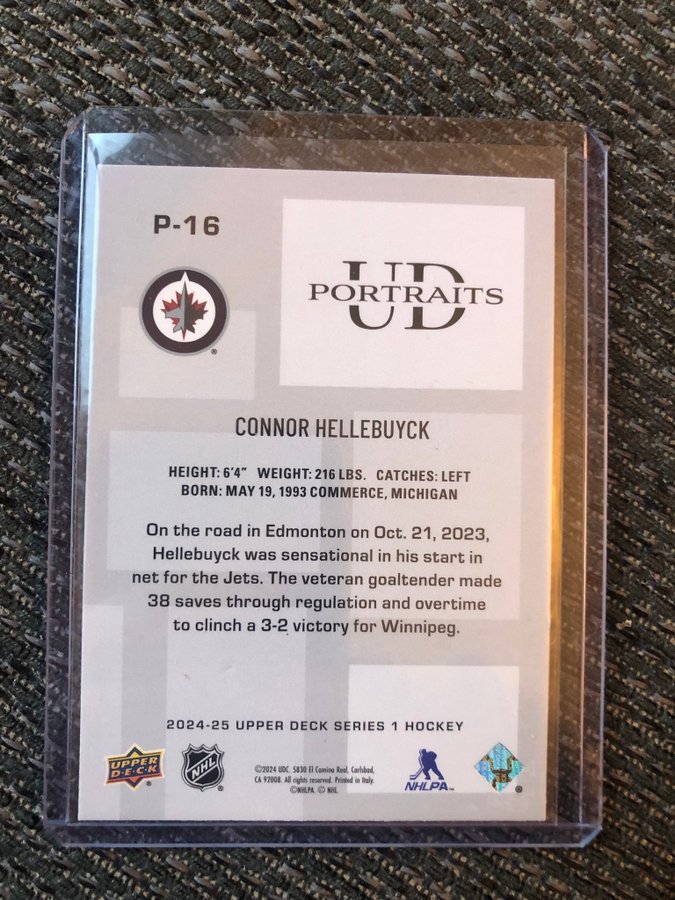 P-16
UD
PORTRAITS
CONNOR HELLEBUYCK
HEIGHT: 6'4" WEIGHT: 216 LBS. CATCHES: LEFT
BORN: MAY 19, 1993 COMMERCE, MICHIGAN
On the road in Edmonton on Oct. 21, 2023,
Hellebuyck was sensational in his start in
net for the Jets. The veteran goaltender made
38 saves through regulation and overtime
to clinch a 3-2 victory for Winnipeg.
2024-25 UPPER DECK SERIES 1 HOCKEY
UPPER
DECK
NHL
©2024 UDC. 5830 El Camino Real, Carlsbad,
CA 92008. All rights reserved. Printed in Italy.
©NHLPA. © NHL
NHLPA